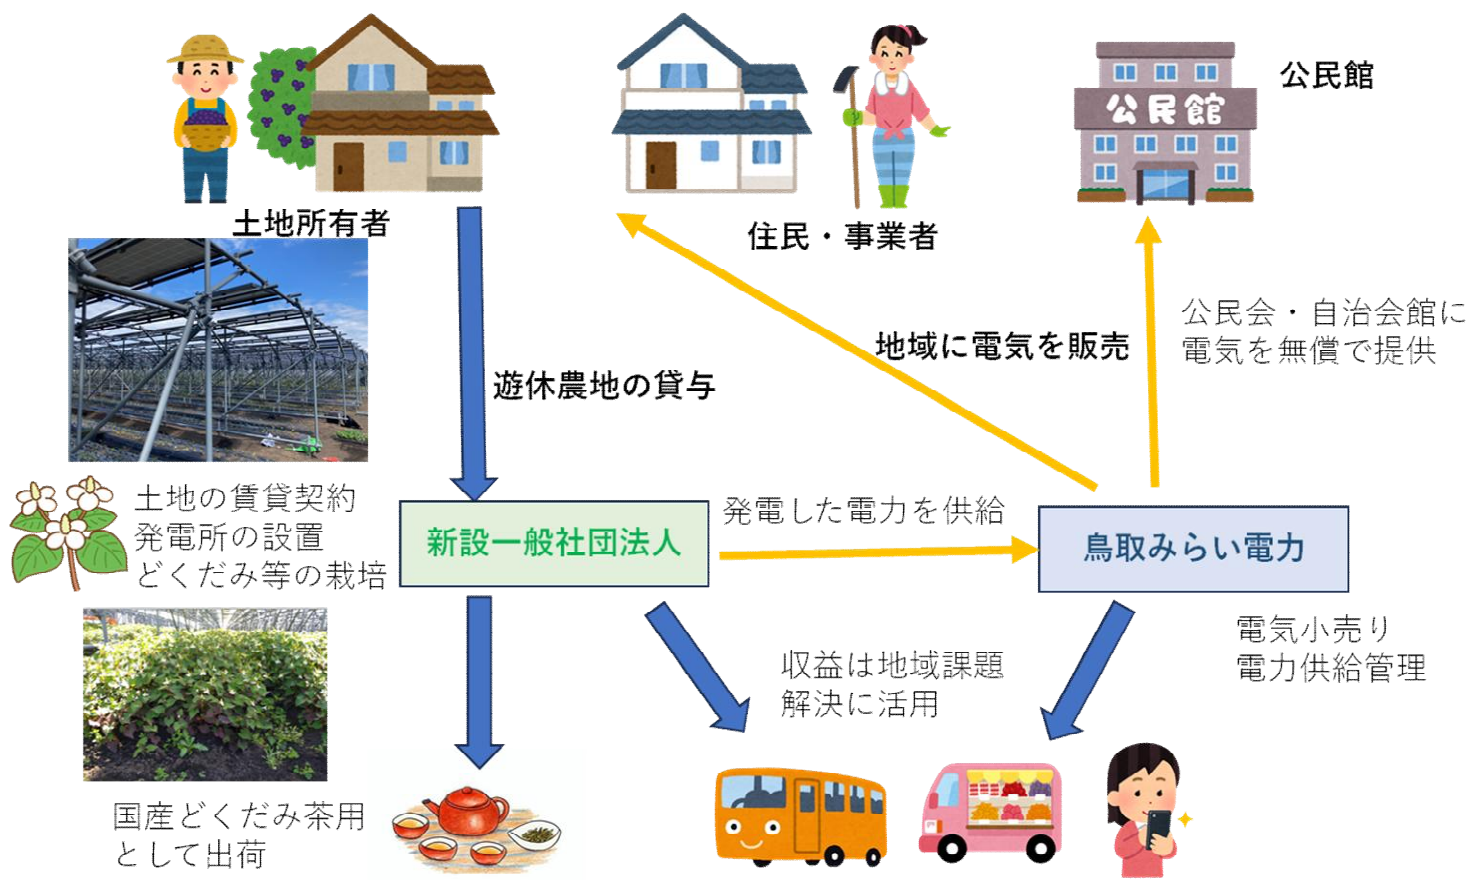 公民館
公民館
土地所有者
住民・事業者
公民会・自治会館に
電気を無償で提供
地域に電気を販売
遊休農地の貸与
土地の賃貸契約
発電所の設置
どくだみ等の栽培
発電した電力を供給
新設一般社団法人
鳥取みらい電力
電気小売り
電力供給管理
収益は地域課題
解決に活用
国産どくだみ茶用
として出荷